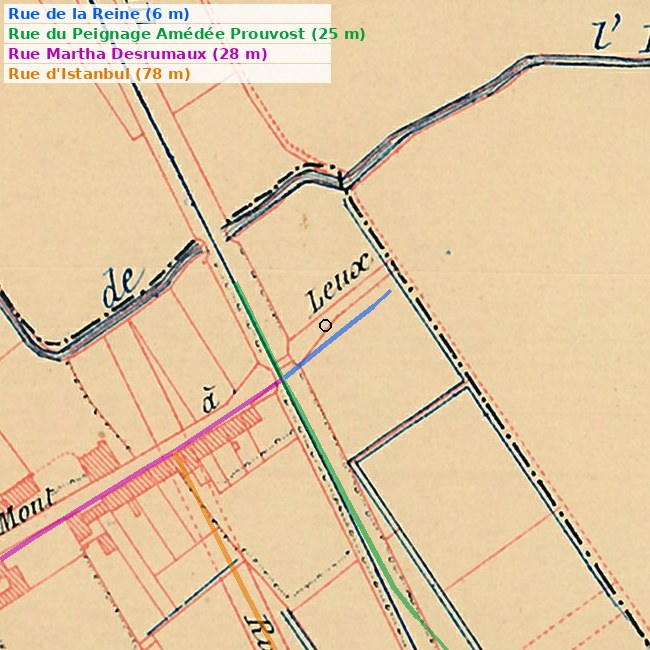 Rue de la Reine (6 m)
Rue du Peignage Amédée Prouvost (25 m)
Rue Martha Desrumaux (28 m)
Rue d'Istanbul (78 m)
l'
de
Leux
à
Mont